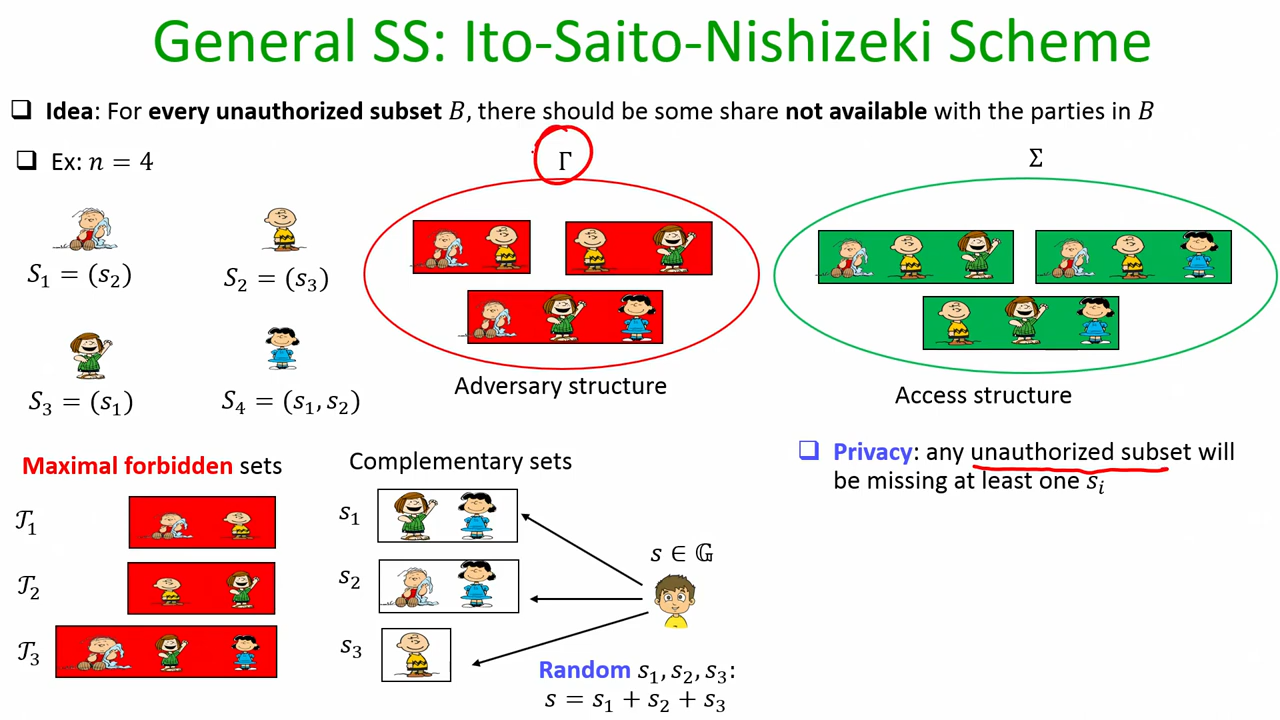 General SS: Ito-Saito-Nishizeki Scheme
❑ Idea: For every unauthorized subset B, there should be some share not available with the parties in B
❑ Ex: n = 4
Γ
Σ
S₁ = (s₂)
S₂ = (s₃)
S₃ = (s₁)
S₄ = (s₁, s₂)
Adversary structure
Access structure
Maximal forbidden sets
Complementary sets
❑ Privacy: any unauthorized subset will
be missing at least one sᵢ
𝒯₁
s₁
𝒯₂
s₂
𝒯₃
s₃
s ∈ 𝔾
Random s₁, s₂, s₃:
s = s₁ + s₂ + s₃